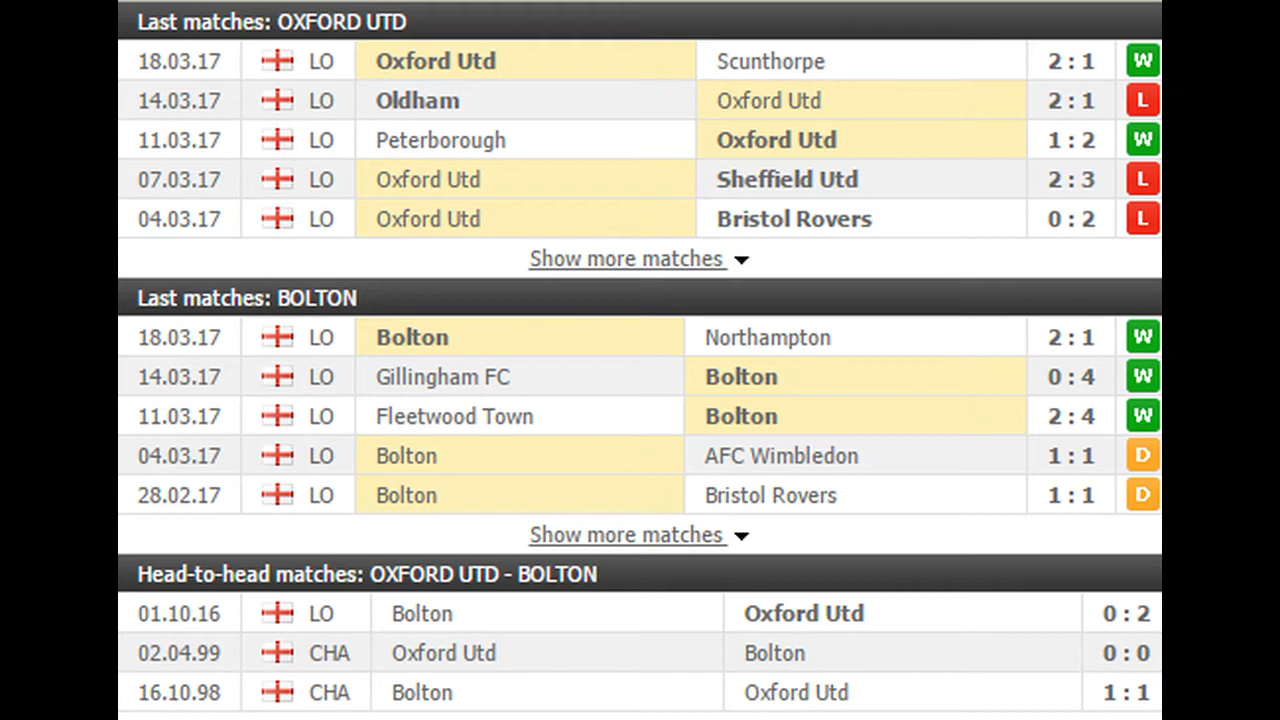 Last matches: OXFORD UTD
18.03.17 LO Oxford Utd Scunthorpe 2 : 1 W
14.03.17 LO Oldham Oxford Utd 2 : 1 L
11.03.17 LO Peterborough Oxford Utd 1 : 2 W
07.03.17 LO Oxford Utd Sheffield Utd 2 : 3 L
04.03.17 LO Oxford Utd Bristol Rovers 0 : 2 L
Show more matches
Last matches: BOLTON
18.03.17 LO Bolton Northampton 2 : 1 W
14.03.17 LO Gillingham FC Bolton 0 : 4 W
11.03.17 LO Fleetwood Town Bolton 2 : 4 W
04.03.17 LO Bolton AFC Wimbledon 1 : 1 D
28.02.17 LO Bolton Bristol Rovers 1 : 1 D
Show more matches
Head-to-head matches: OXFORD UTD - BOLTON
01.10.16 LO Bolton Oxford Utd 0 : 2
02.04.99 CHA Oxford Utd Bolton 0 : 0
16.10.98 CHA Bolton Oxford Utd 1 : 1